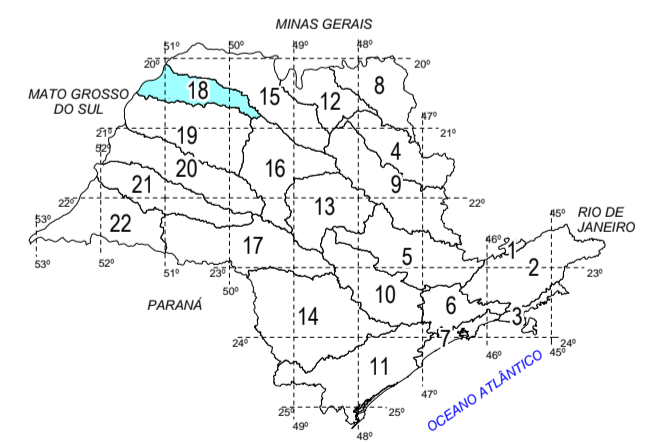 MINAS GERAIS
51º 50º 49º 48º
20º 20º
MATO GROSSO
DO SUL
18 15 12 8
47º
21º 21º
19 4
52º
20 16 9
21 13
22º 22º
53º 22 17 5
45º
RIO DE
JANEIRO
46º 1
2
53º 52º 51º 23º 23º
50º
PARANÁ
10 6
14 3
24º 7 24º
46º 45º
11
47º
OCEANO ATLÂNTICO
25º 25º
49º 48º